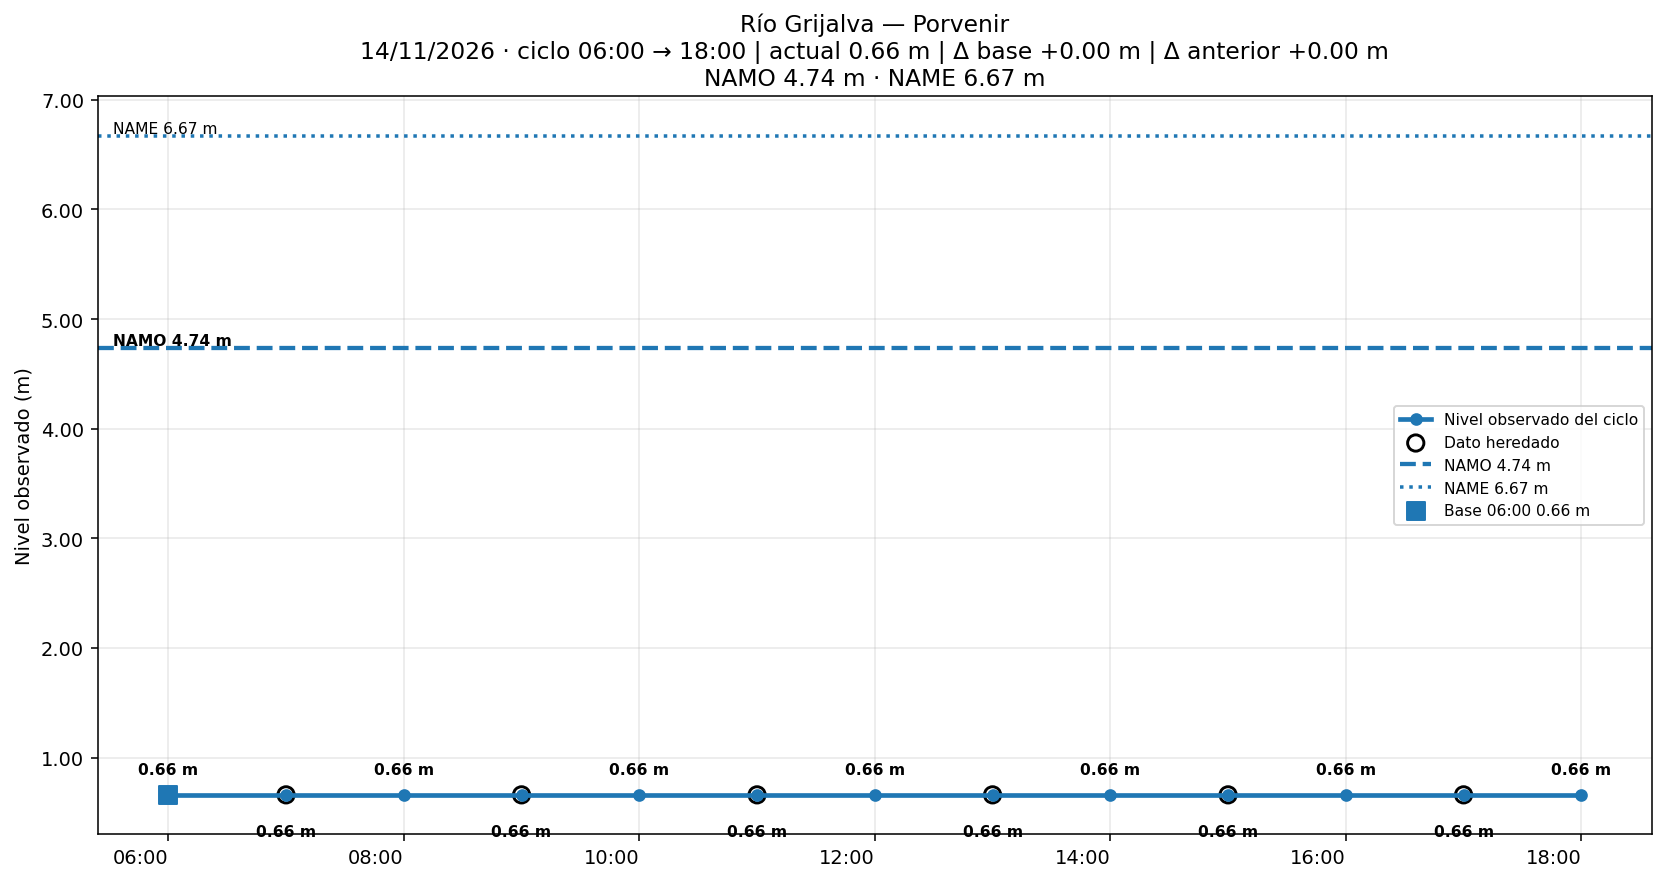 Río Grijalva — Porvenir
14/11/2026 · ciclo 06:00 → 18:00 | actual 0.66 m | Δ base +0.00 m | Δ anterior +0.00 m
NAMO 4.74 m · NAME 6.67 m
7.00
NAME 6.67 m
6.00
5.00
NAMO 4.74 m
Nivel observado (m)
4.00
Nivel observado del ciclo
Dato heredado
NAMO 4.74 m
NAME 6.67 m
Base 06:00 0.66 m
3.00
2.00
1.00
0.66 m 0.66 m 0.66 m 0.66 m 0.66 m 0.66 m 0.66 m
0.66 m 0.66 m 0.66 m 0.66 m 0.66 m 0.66 m
06:00 08:00 10:00 12:00 14:00 16:00 18:00